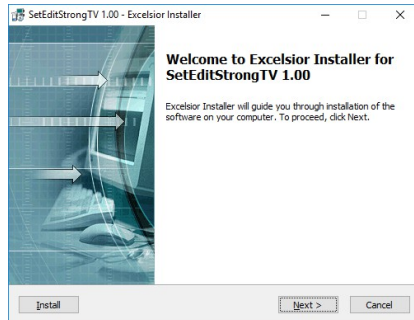 SetEditStrongTV 1.00 - Excelsior Installer
Welcome to Excelsior Installer for
SetEditStrongTV 1.00
Excelsior Installer will guide you through installation of the
software on your computer. To proceed, click Next.
Install
Next >
Cancel